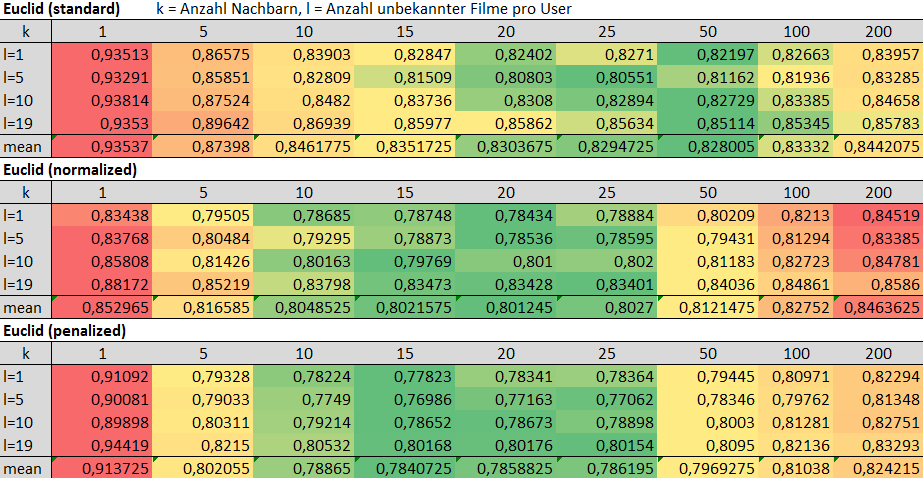 Euclid (standard) k = Anzahl Nachbarn, l = Anzahl unbekannter Filme pro User
k 1 5 10 15 20 25 50 100 200
l=1 0,93513 0,86575 0,83903 0,82847 0,82402 0,8271 0,82197 0,82663 0,83957
l=5 0,93291 0,85851 0,82809 0,81509 0,80803 0,80551 0,81162 0,81936 0,83285
l=10 0,93814 0,87524 0,8482 0,83736 0,8308 0,82894 0,82729 0,83385 0,84658
l=19 0,9353 0,89642 0,86939 0,85977 0,85862 0,85634 0,85114 0,85345 0,85783
mean 0,93537 0,87398 0,8461775 0,8351725 0,8303675 0,8294725 0,828005 0,83332 0,8442075
Euclid (normalized)
k 1 5 10 15 20 25 50 100 200
l=1 0,83438 0,79505 0,78685 0,78748 0,78434 0,78884 0,80209 0,8213 0,84519
l=5 0,83768 0,80484 0,79295 0,78873 0,78536 0,78595 0,79431 0,81294 0,83385
l=10 0,85808 0,81426 0,80163 0,79769 0,801 0,802 0,81183 0,82723 0,84781
l=19 0,88172 0,85219 0,83798 0,83473 0,83428 0,83401 0,84036 0,84861 0,8586
mean 0,852965 0,816585 0,8048525 0,8021575 0,801245 0,8027 0,8121475 0,82752 0,8463625
Euclid (penalized)
k 1 5 10 15 20 25 50 100 200
l=1 0,91092 0,79328 0,78224 0,77823 0,78341 0,78364 0,79445 0,80971 0,82294
l=5 0,90081 0,79033 0,7749 0,76986 0,77163 0,77062 0,78346 0,79762 0,81348
l=10 0,89898 0,80311 0,79214 0,78652 0,78673 0,78898 0,8003 0,81281 0,82751
l=19 0,94419 0,8215 0,80532 0,80168 0,80176 0,80154 0,8095 0,82136 0,83293
mean 0,913725 0,802055 0,78865 0,7840725 0,7858825 0,786195 0,7969275 0,81038 0,824215